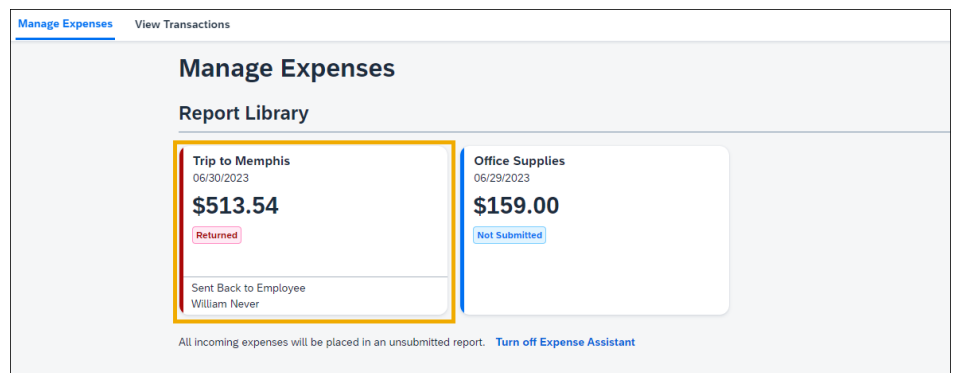 Manage Expenses View Transactions
Manage Expenses
Report Library
Trip to Memphis
06/30/2023
$513.54
Returned
Sent Back to Employee
William Never
Office Supplies
06/29/2023
$159.00
Not Submitted
All incoming expenses will be placed in an unsubmitted report. Turn off Expense Assistant